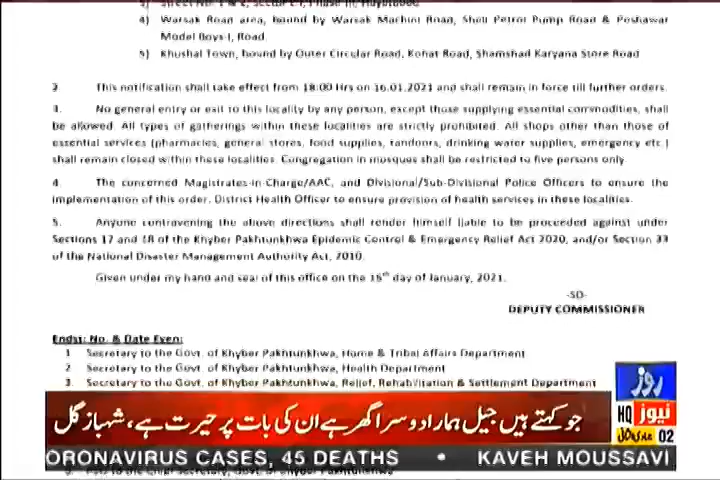 Street No. 1 & 2, Sector E-1, Phase III, Hayatabad
4) Warsak Road area, bound by Warsak Machini Road, Shell Petrol Pump Road & Peshawar
Model Boys-I, Road.
5) Khushal Town, bound by Outer Circular Road, Kohat Road, Shamshad Karyana Store Road
2 This notification shall take effect from 18:00 Hrs on 16.01.2021 and shall remain in force till further orders.
3. No general entry or exit to this locality by any person, except those supplying essential commodities, shall
be allowed. All types of gatherings within these localities are strictly prohibited. All shops other than those of
essential services (pharmacies, general stores, food supplies, tandoors, drinking water supplies, emergency etc.)
shall remain closed within these localities. Congregation in mosques shall be restricted to five persons only.
4. The concerned Magistrates-in-Charge/AAC, and Divisional/Sub-Divisional Police Officers to ensure the
implementation of this order. District Health Officer to ensure provision of health services in these localities.
5. Anyone contravening the above directions shall render himself liable to be proceeded against under
Sections 17 and 18 of the Khyber Pakhtunkhwa Epidemic Control & Emergency Relief Act 2020, and/or Section 33
of the National Disaster Management Authority Act, 2010.
Given under my hand and seal of this office on the 15th day of January, 2021.
-SD-
DEPUTY COMMISSIONER
Endst: No. & Date Even:
1 Secretary to the Govt. of Khyber Pakhtunkhwa, Home & Tribal Affairs Department
2 Secretary to the Govt. of Khyber Pakhtunkhwa, Health Department
3. Secretary to the Govt. of Khyber Pakhtunkhwa, Relief, Rehabilitation & Settlement Department
روز
HQ نیوز
02
جو کہتے ہیں جیل ہمارا دوسرا گھر ہے ان کی بات پر حیرت ہے، شہباز گل
ORONAVIRUS CASES, 45 DEATHS • KAVEH MOUSSAVI